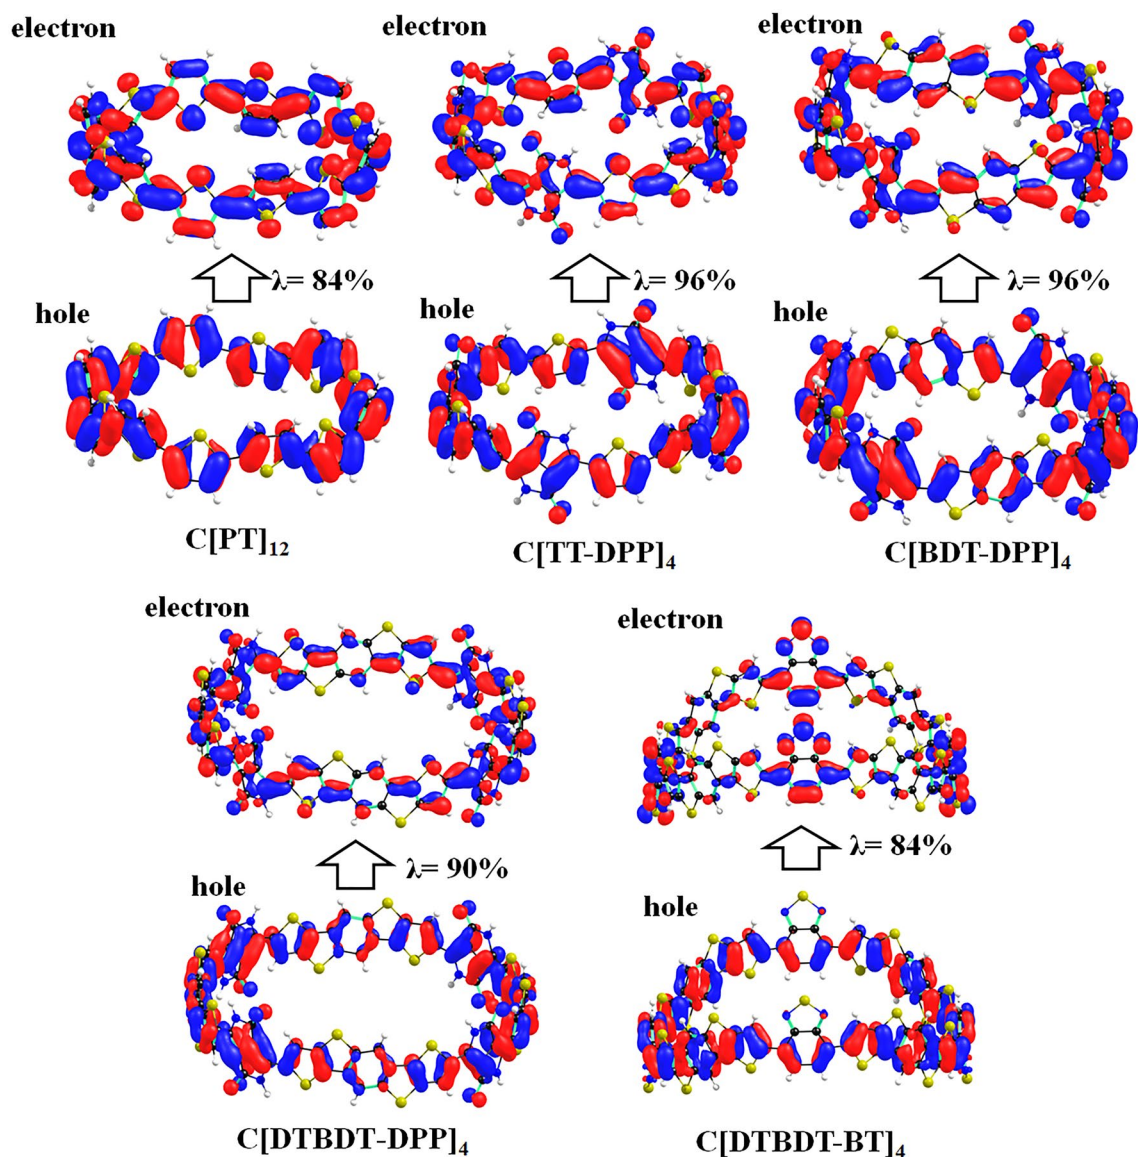 electron
electron
electron
λ= 84%
λ= 96%
λ= 96%
hole
hole
hole
C[PT]₁₂
C[TT-DPP]₄
C[BDT-DPP]₄
electron
electron
λ= 90%
λ= 84%
hole
hole
C[DTBDT-DPP]₄
C[DTBDT-BT]₄